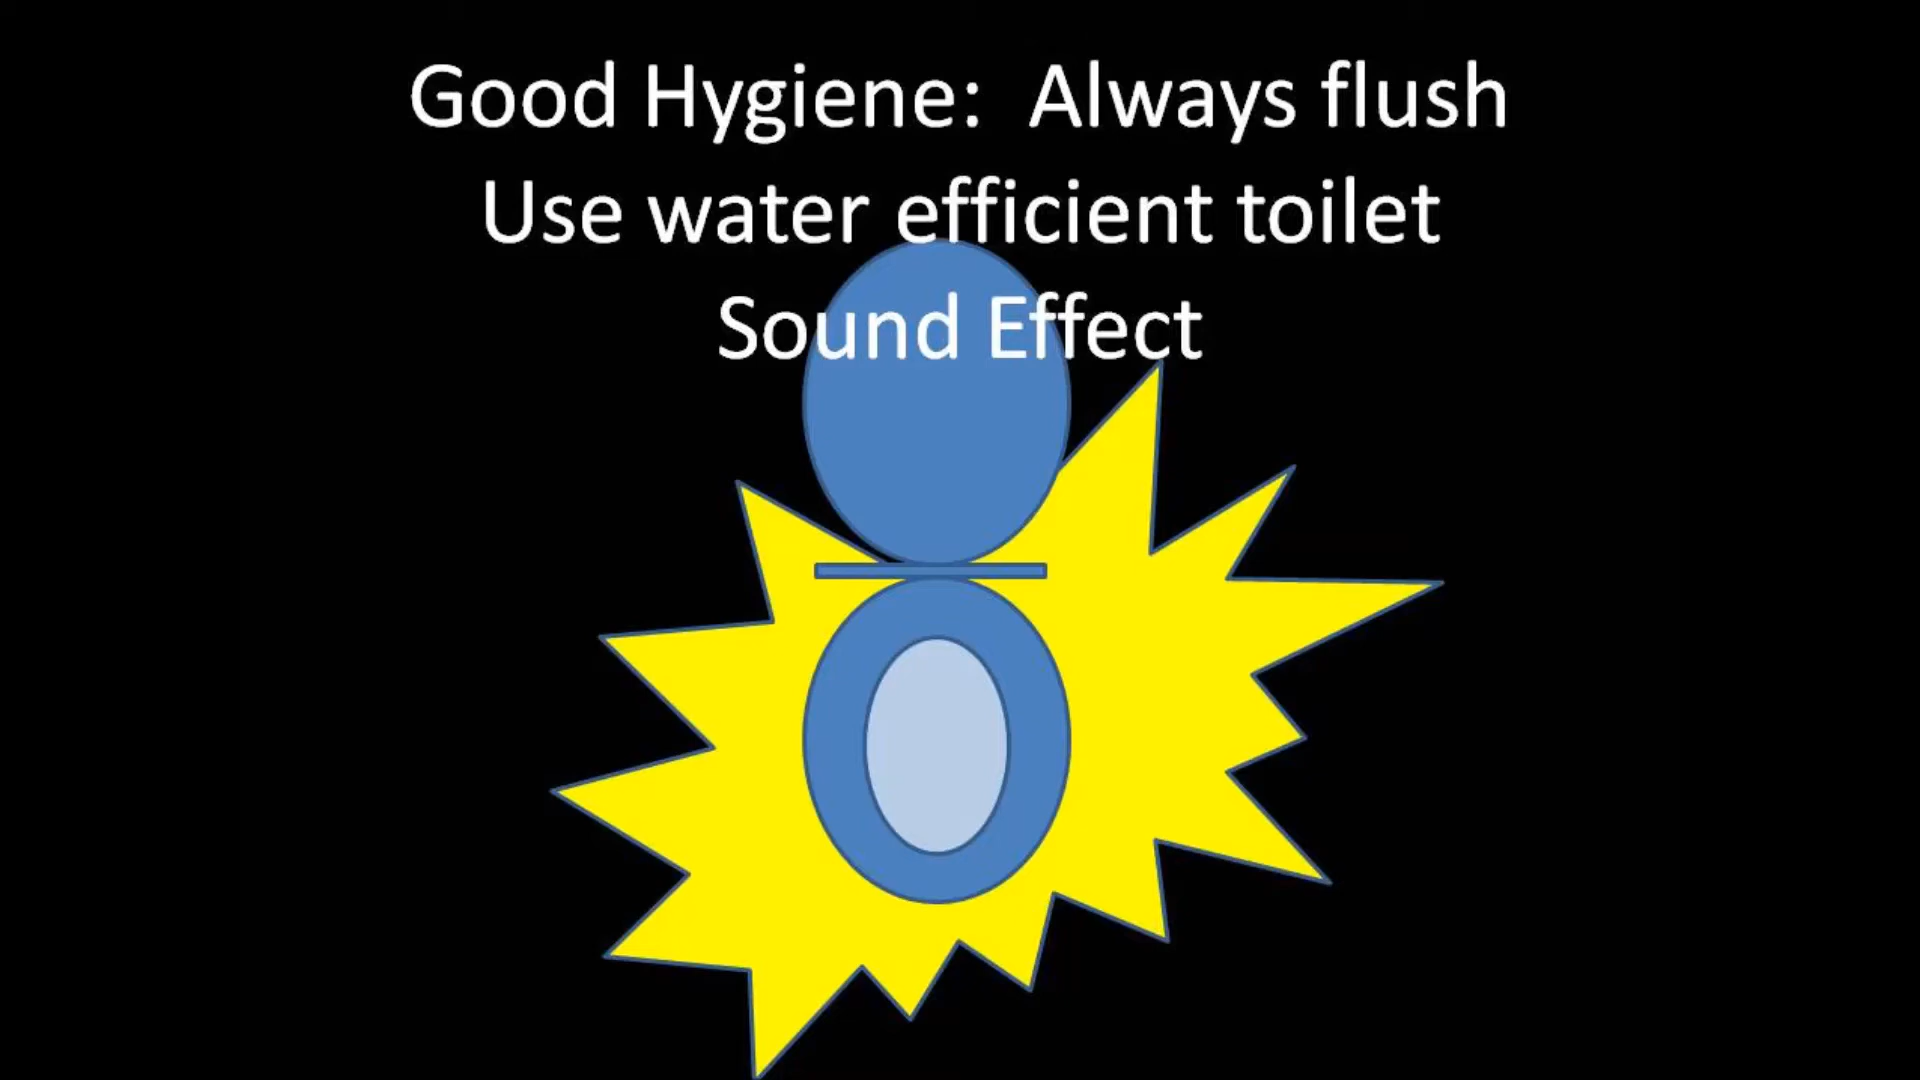 Good Hygiene:  Always flush
Use water efficient toilet
Sound Effect